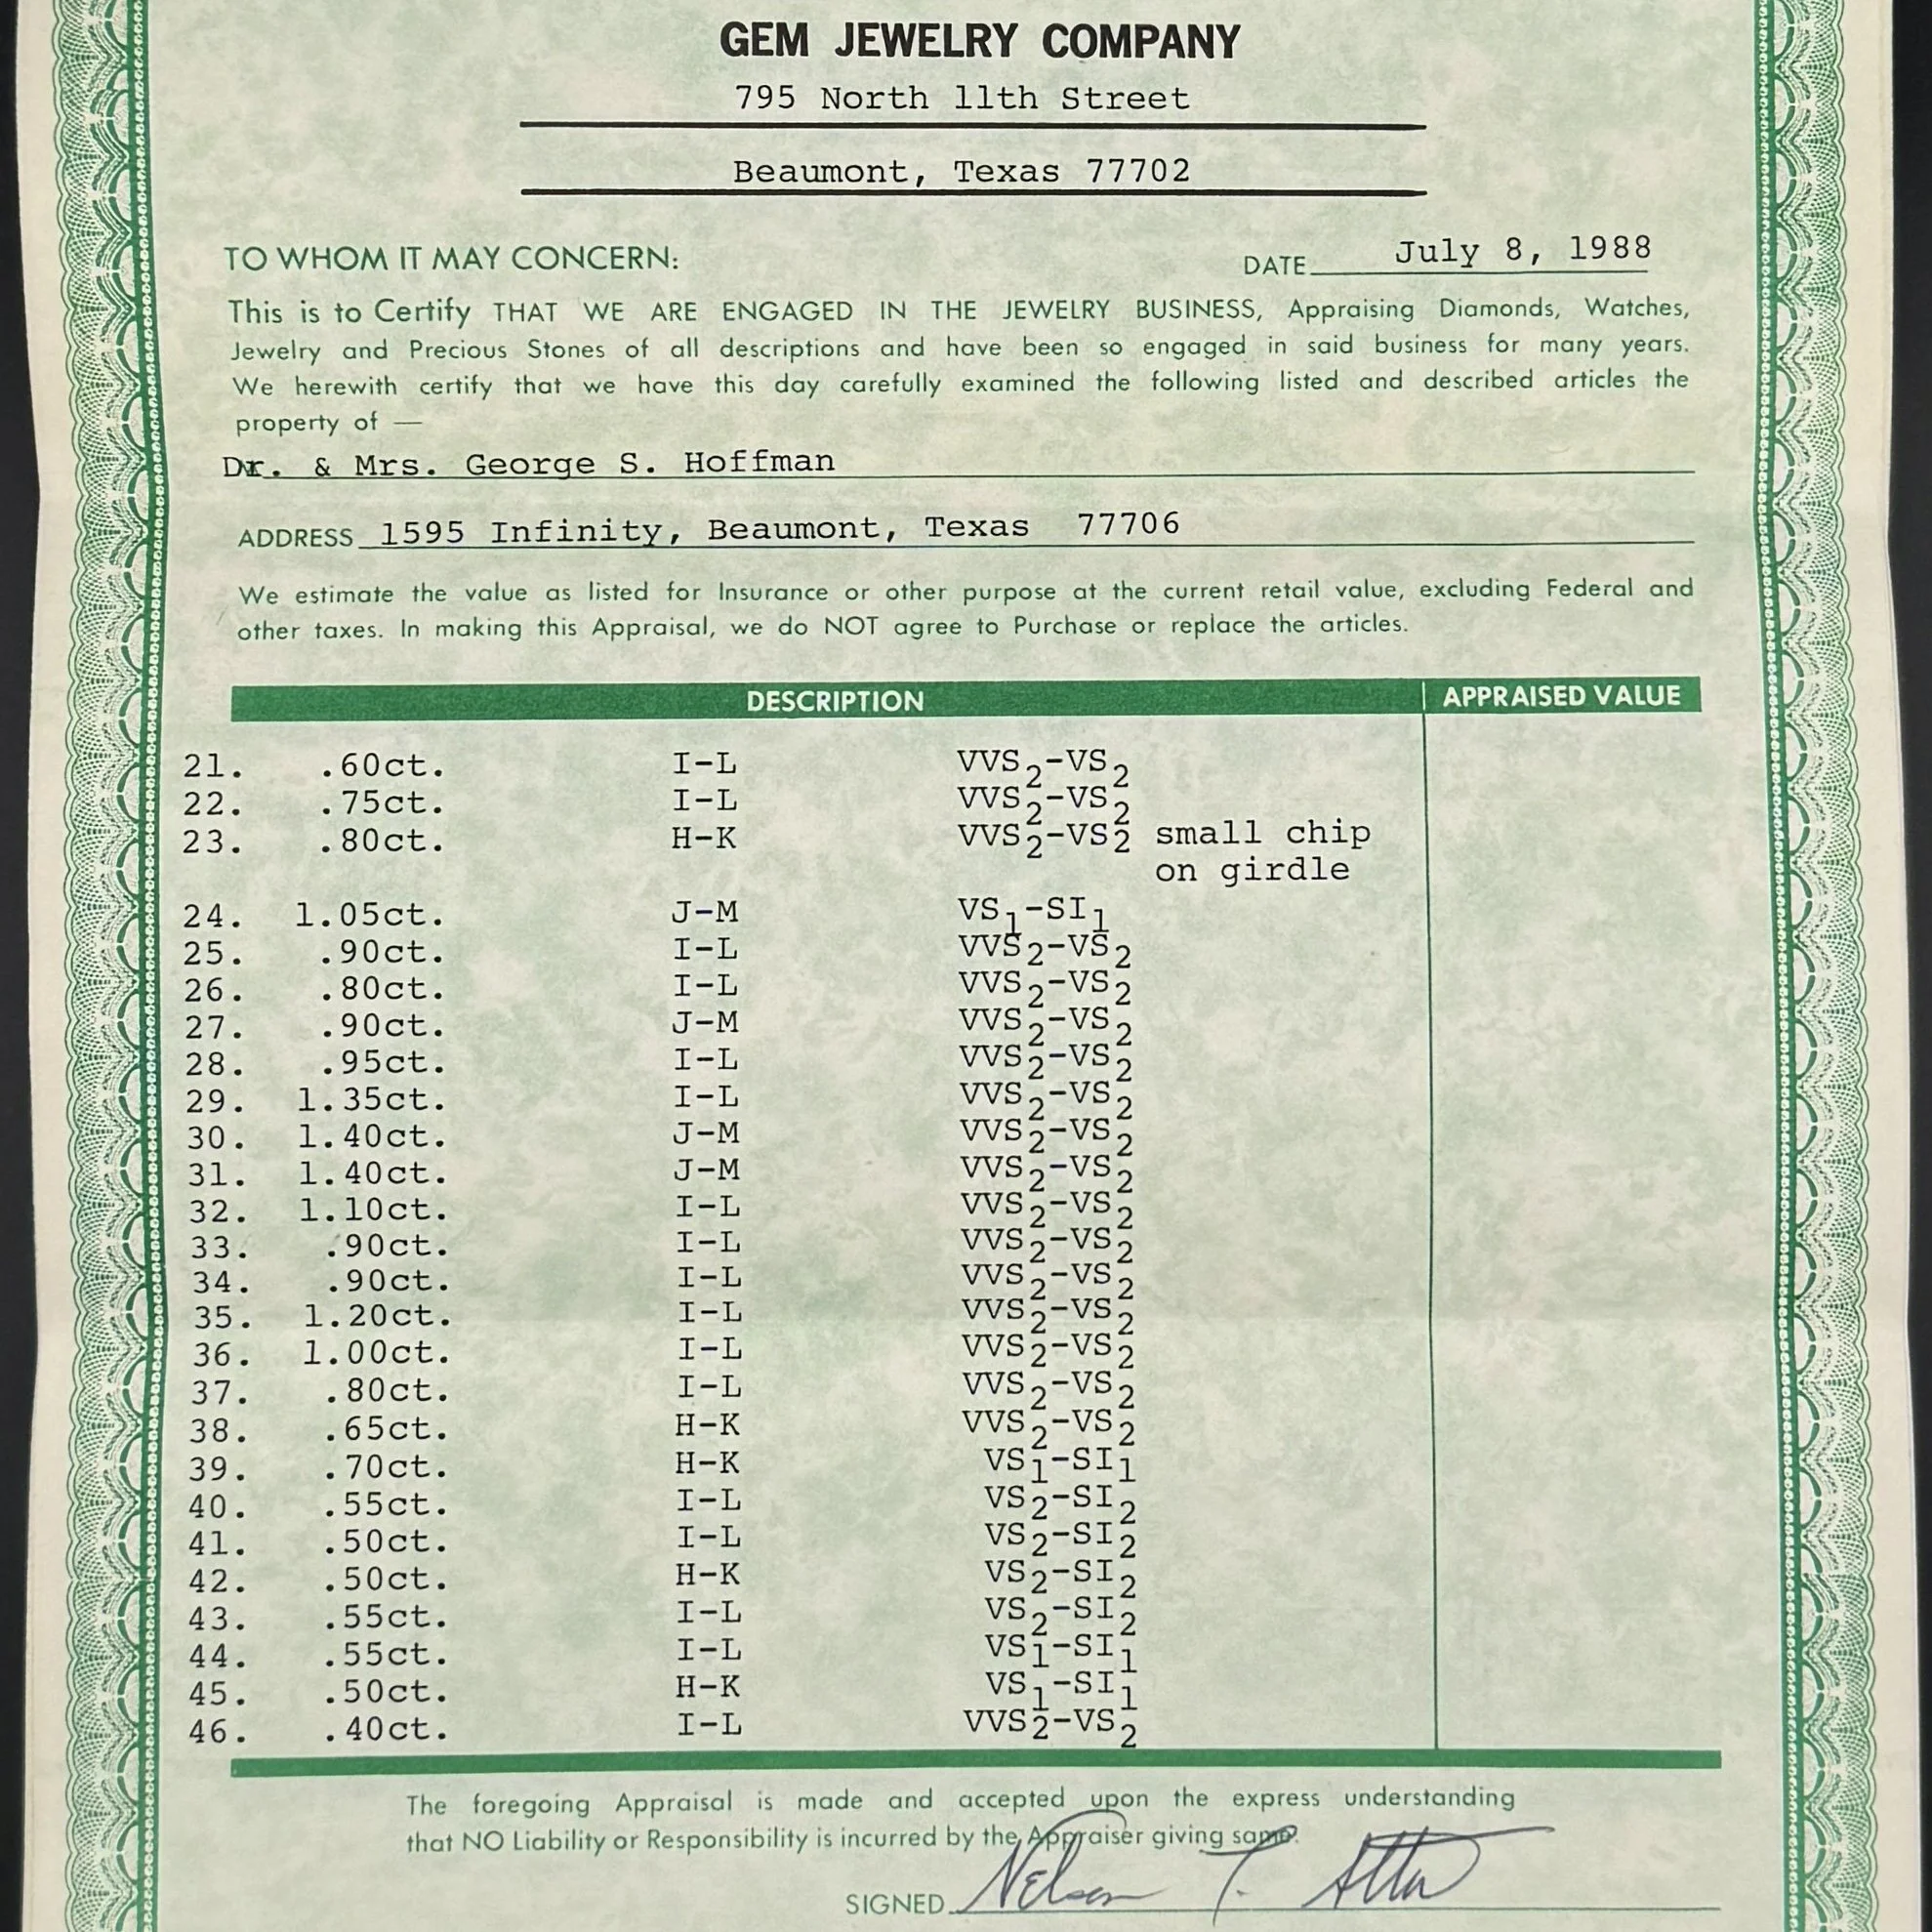 GEM JEWELRY COMPANY
795 North 11th Street
Beaumont, Texas 77702
TO WHOM IT MAY CONCERN: DATE July 8, 1988
This is to Certify THAT WE ARE ENGAGED IN THE JEWELRY BUSINESS, Appraising Diamonds, Watches,
Jewelry and Precious Stones of all descriptions and have been so engaged in said business for many years.
We herewith certify that we have this day carefully examined the following listed and described articles the
property of —
Dr. & Mrs. George S. Hoffman
ADDRESS 1595 Infinity, Beaumont, Texas 77706
We estimate the value as listed for Insurance or other purpose at the current retail value, excluding Federal and
other taxes. In making this Appraisal, we do NOT agree to Purchase or replace the articles.
DESCRIPTION APPRAISED VALUE
21. .60ct. I-L VVS2-VS2
22. .75ct. I-L VVS2-VS2
23. .80ct. H-K VVS2-VS2 small chip
on girdle
24. 1.05ct. J-M VS1-SI1
25. .90ct. I-L VVS2-VS2
26. .80ct. I-L VVS2-VS2
27. .90ct. J-M VVS2-VS2
28. .95ct. I-L VVS2-VS2
29. 1.35ct. I-L VVS2-VS2
30. 1.40ct. J-M VVS2-VS2
31. 1.40ct. J-M VVS2-VS2
32. 1.10ct. I-L VVS2-VS2
33. .90ct. I-L VVS2-VS2
34. .90ct. I-L VVS2-VS2
35. 1.20ct. I-L VVS2-VS2
36. 1.00ct. I-L VVS2-VS2
37. .80ct. I-L VVS2-VS2
38. .65ct. H-K VVS2-VS2
39. .70ct. H-K VS1-SI1
40. .55ct. I-L VS2-SI2
41. .50ct. I-L VS2-SI2
42. .50ct. H-K VS2-SI2
43. .55ct. I-L VS2-SI2
44. .55ct. I-L VS1-SI1
45. .50ct. H-K VS1-SI1
46. .40ct. I-L VVS2-VS2
The foregoing Appraisal is made and accepted upon the express understanding
that NO Liability or Responsibility is incurred by the Appraiser giving same.
SIGNED Nelson T.